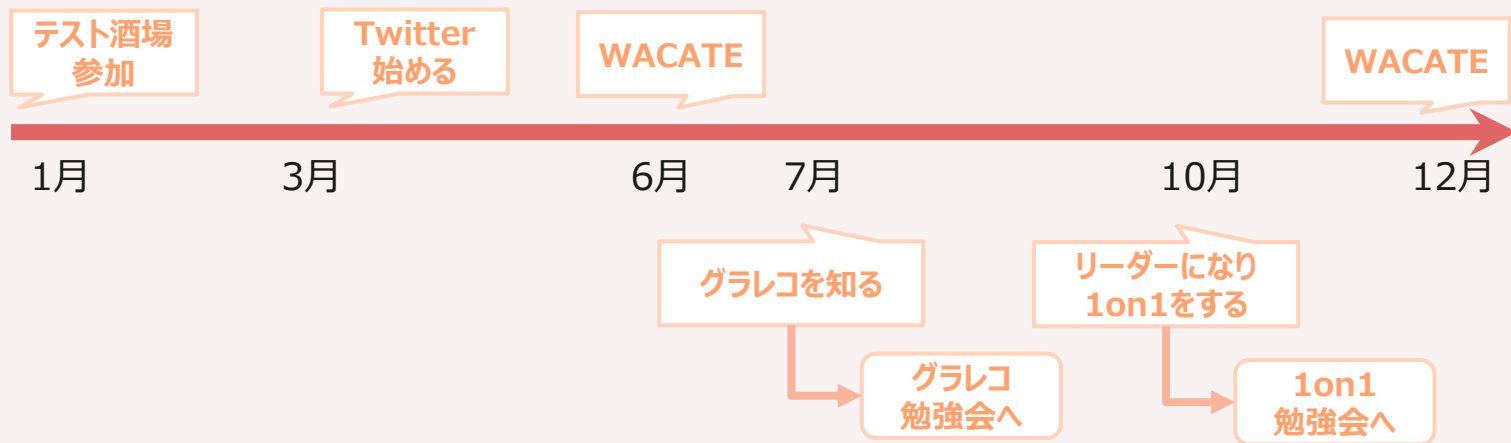 テスト酒場
参加
Twitter
始める
WACATE
WACATE
1月
3月
6月
7月
10月
12月
グラレコを知る
リーダーになり
1on1をする
グラレコ
勉強会へ
1on1
勉強会へ